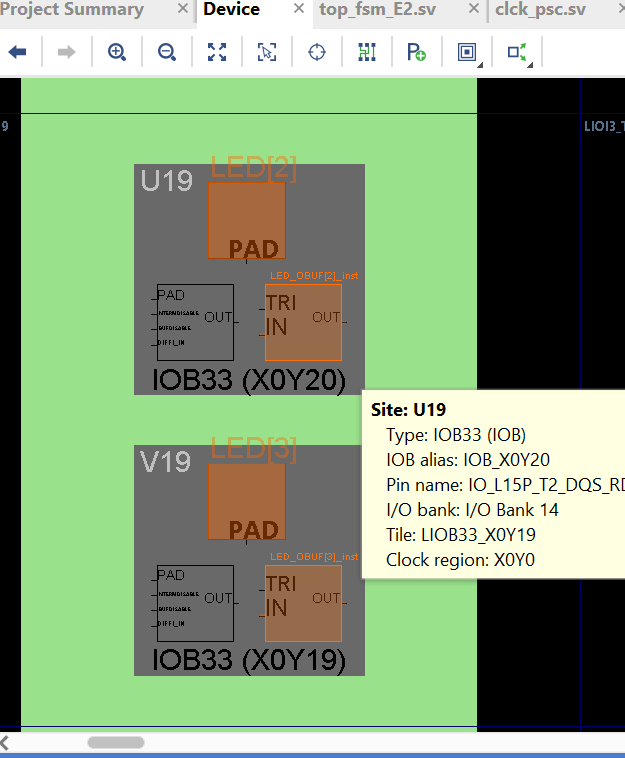 Project Summary
Device
top_fsm_E2.sv
clck_psc.sv
9
LIOI3_T
LED[2]
U19
PAD
LED_OBUF[2]_inst
PAD
INTERMDISABLE
IBUFDISABLE
DIFFI_IN
OUT
TRI
IN
OUT
IOB33 (X0Y20)
Site: U19
Type: IOB33 (IOB)
IOB alias: IOB_X0Y20
Pin name: IO_L15P_T2_DQS_RD
I/O bank: I/O Bank 14
Tile: LIOB33_X0Y19
Clock region: X0Y0
LED[3]
V19
PAD
LED_OBUF[3]_inst
PAD
INTERMDISABLE
IBUFDISABLE
DIFFI_IN
OUT
TRI
IN
OUT
IOB33 (X0Y19)